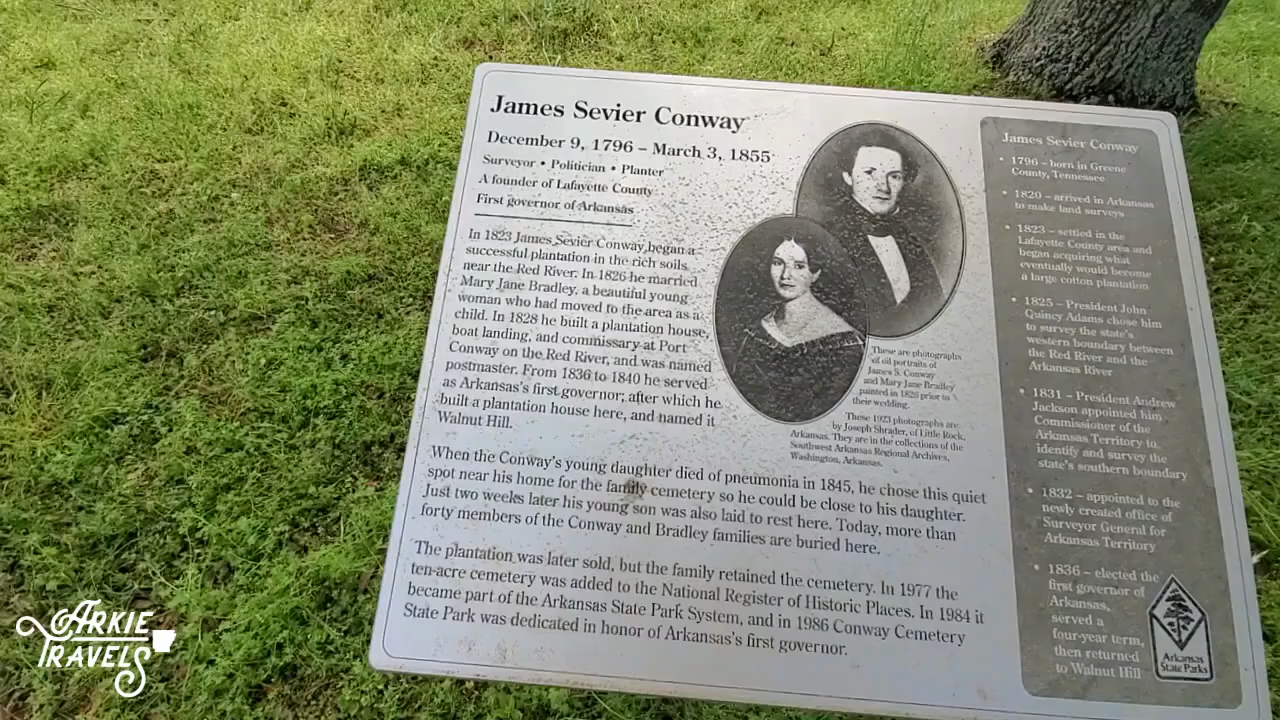 James Sevier Conway
December 9, 1796 – March 3, 1855
Surveyor • Politician • Planter
A founder of Lafayette County
First governor of Arkansas
In 1823 James Sevier Conway began a
successful plantation in the rich soils
near the Red River. In 1826 he married
Mary Jane Bradley, a beautiful young
woman who had moved to the area as a
child. In 1828 he built a plantation house,
boat landing, and commissary at Port
Conway on the Red River, and was named
postmaster. From 1836 to 1840 he served
as Arkansas's first governor; after which he
built a plantation house here, and named it
Walnut Hill.
When the Conway's young daughter died of pneumonia in 1845, he chose this quiet
spot near his home for the family cemetery so he could be close to his daughter.
Just two weeks later his young son was also laid to rest here. Today, more than
forty members of the Conway and Bradley families are buried here.
The plantation was later sold, but the family retained the cemetery. In 1977 the
ten-acre cemetery was added to the National Register of Historic Places. In 1984 it
became part of the Arkansas State Park System, and in 1986 Conway Cemetery
State Park was dedicated in honor of Arkansas's first governor.
These are photographs
of oil portraits of
James S. Conway
and Mary Jane Bradley
painted in 1826 prior to
their wedding.
These 1923 photographs are
by Joseph Shrader, of Little Rock,
Arkansas. They are in the collections of the
Southwest Arkansas Regional Archives,
Washington, Arkansas.
James Sevier Conway
• 1796 – born in Greene
County, Tennessee
• 1820 – arrived in Arkansas
to make land surveys
• 1823 – settled in the
Lafayette County area and
began acquiring what
eventually would become
a large cotton plantation
• 1825 – President John
Quincy Adams chose him
to survey the state's
western boundary between
the Red River and the
Arkansas River
• 1831 – President Andrew
Jackson appointed him
Commissioner of the
Arkansas Territory to
identify and survey the
state's southern boundary
• 1832 – appointed to the
newly created office of
Surveyor General for
Arkansas Territory
• 1836 – elected the
first governor of
Arkansas,
served a
four-year term,
then returned
to Walnut Hill
Arkansas
State Parks
ARKIE
TRAVELS